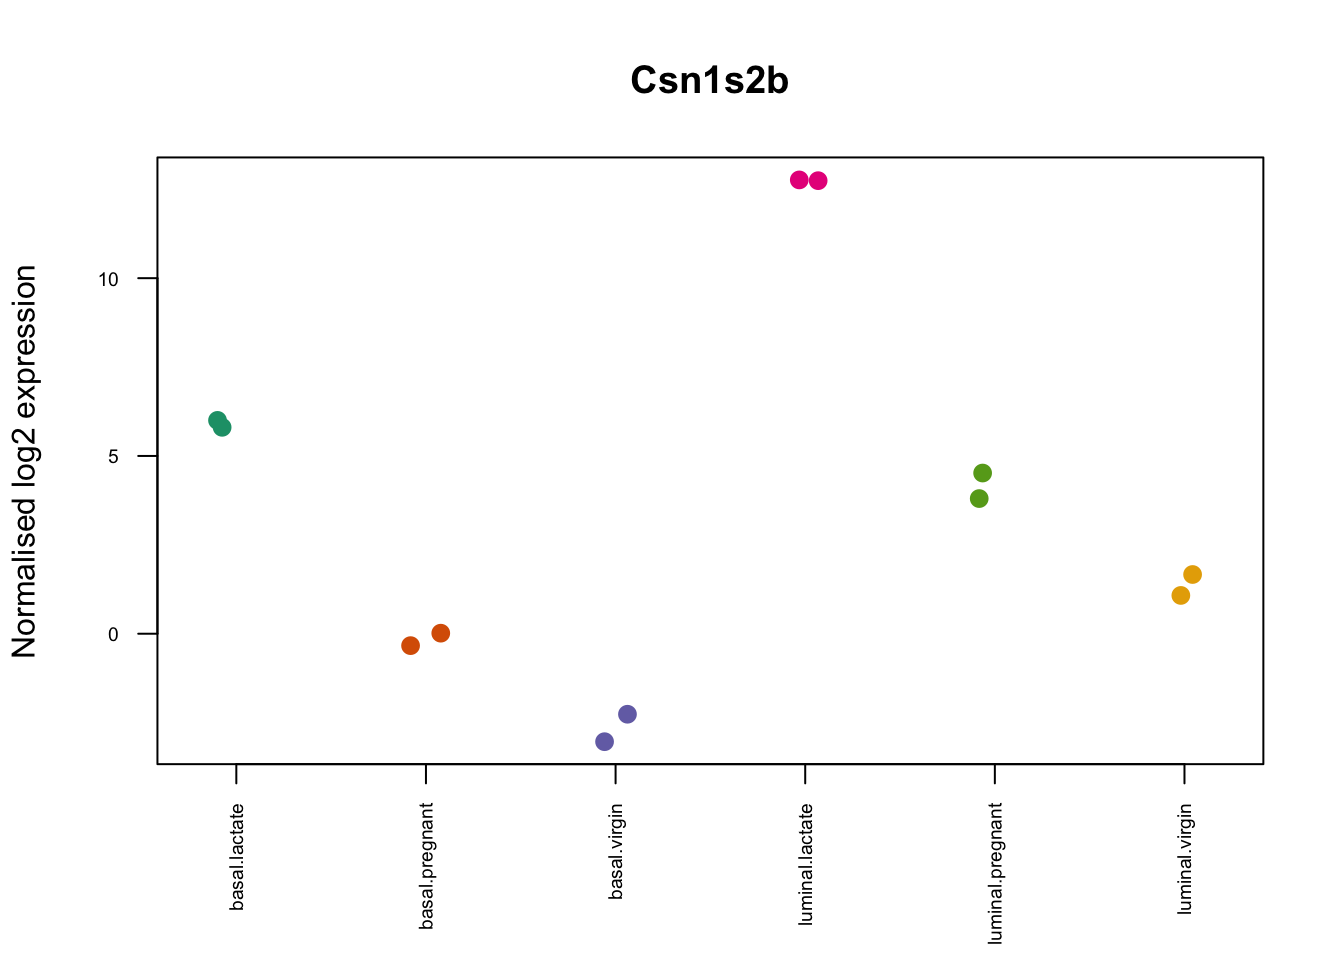 Csn1s2b
Normalised log2 expression
10
5
0
basal.lactate
basal.pregnant
basal.virgin
luminal.lactate
luminal.pregnant
luminal.virgin